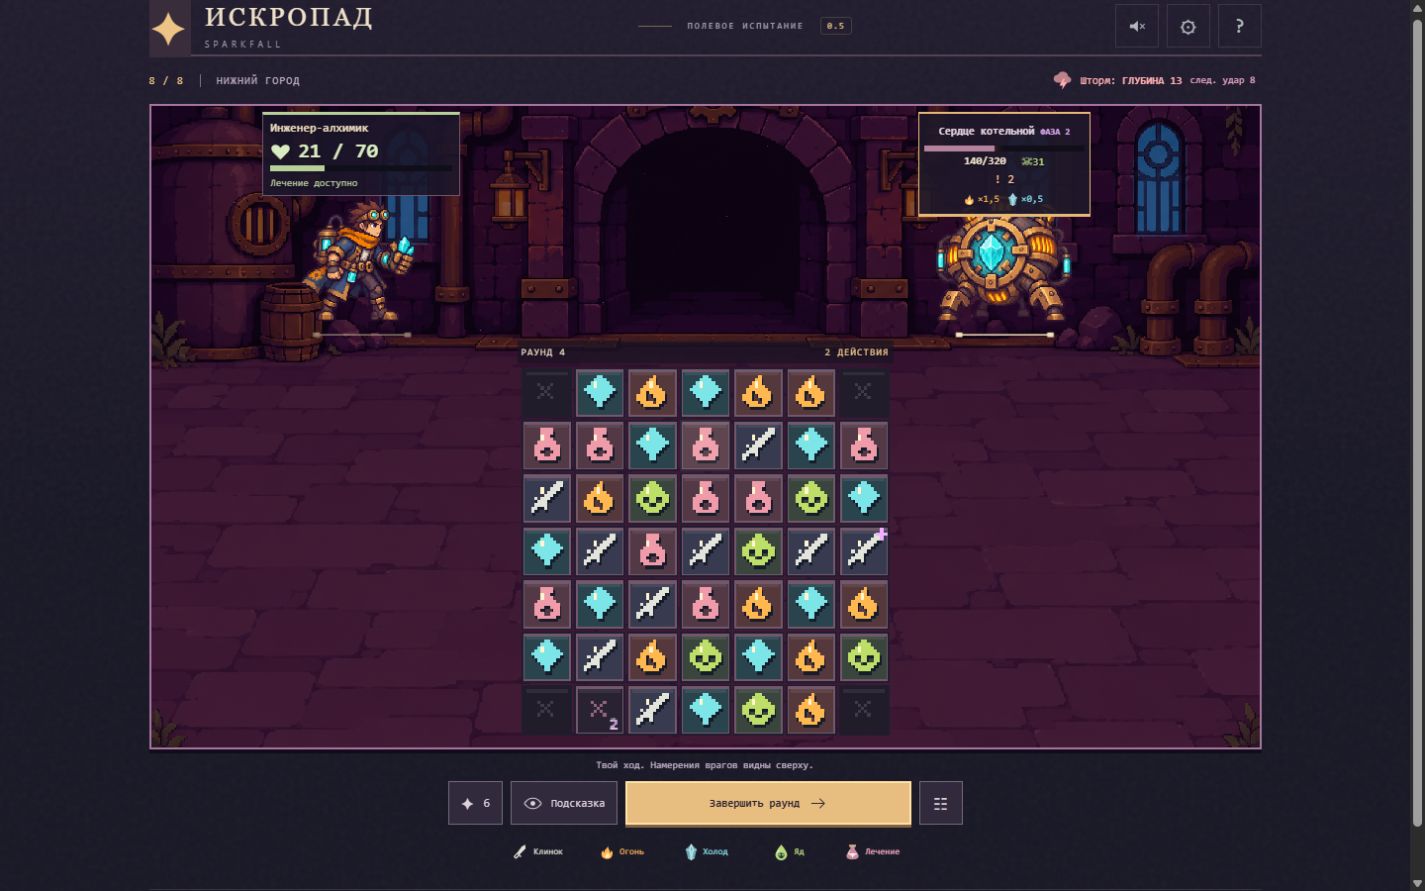 ИСКРОПАД
SPARKFALL
ПОЛЕВОЕ ИСПЫТАНИЕ 0.5
?
8 / 8 НИЖНИЙ ГОРОД
Шторм: ГЛУБИНА 13 след. удар 8
Инженер-алхимик
21 / 70
Лечение доступно
Сердце котельной ФАЗА 2
140/320 31
! 2
×1,5 ×0,5
РАУНД 4
2 ДЕЙСТВИЯ
2
Твой ход. Намерения врагов видны сверху.
6
Подсказка
Завершить раунд →
Клинок
Огонь
Холод
Яд
Лечение